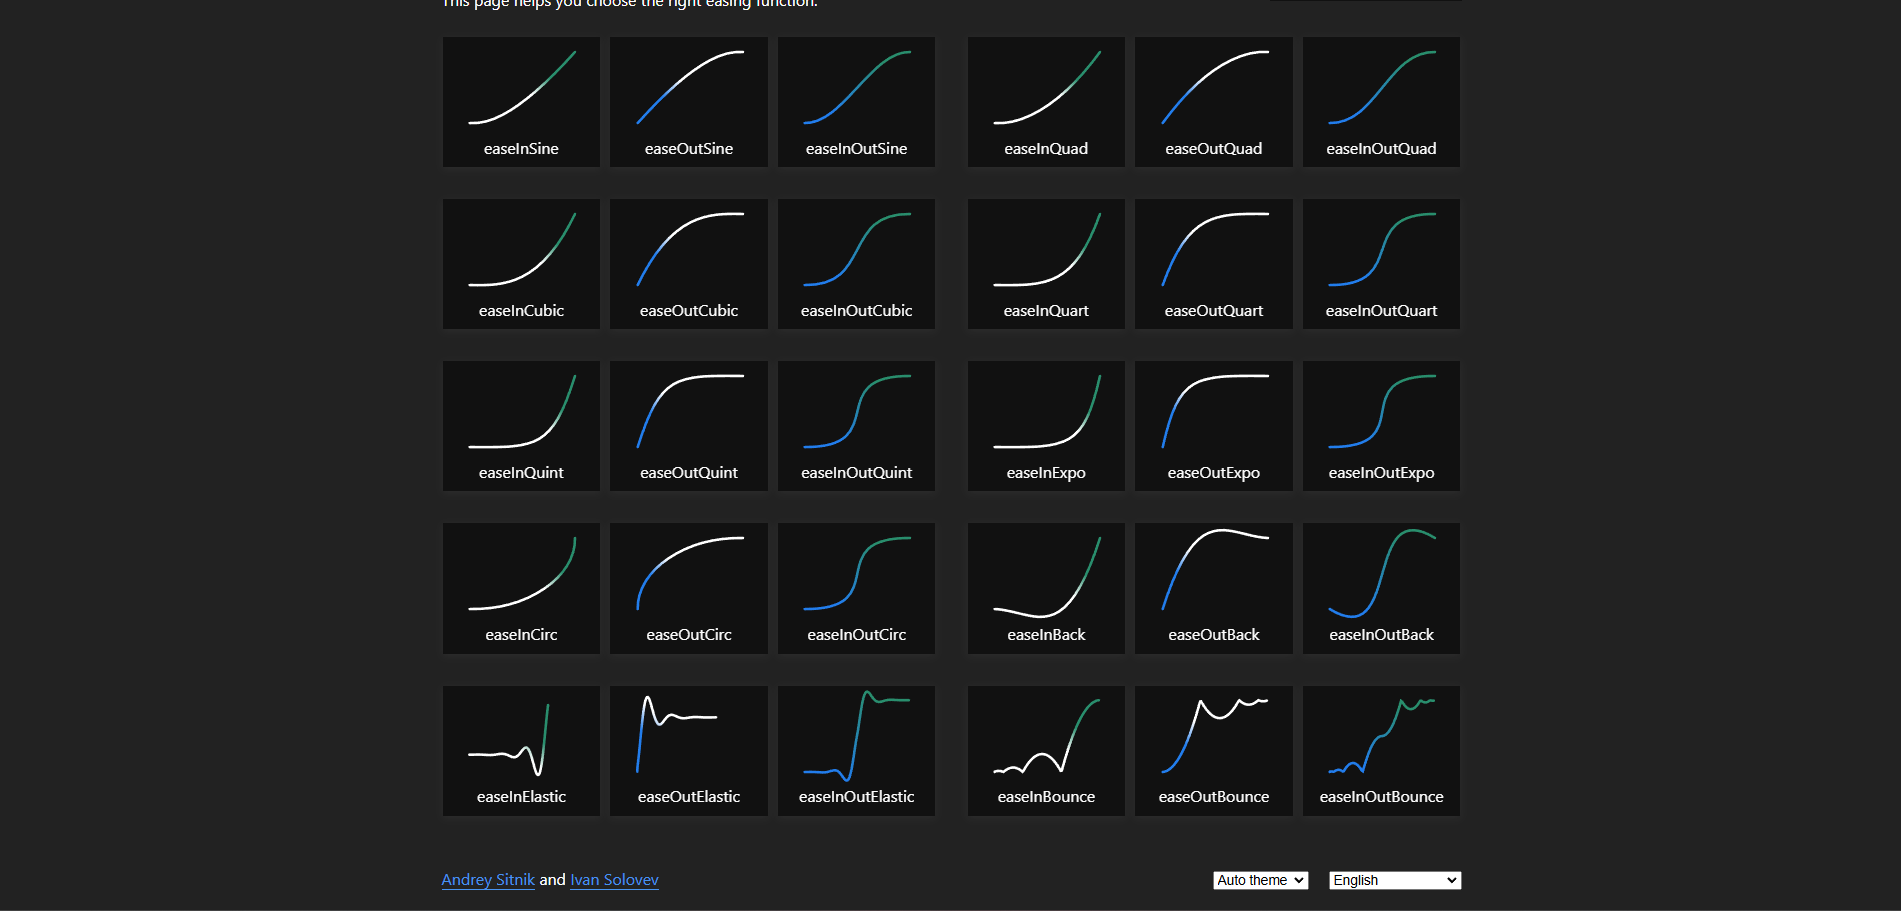 This page helps you choose the right easing function.
easeInSine
easeOutSine
easeInOutSine
easeInQuad
easeOutQuad
easeInOutQuad
easeInCubic
easeOutCubic
easeInOutCubic
easeInQuart
easeOutQuart
easeInOutQuart
easeInQuint
easeOutQuint
easeInOutQuint
easeInExpo
easeOutExpo
easeInOutExpo
easeInCirc
easeOutCirc
easeInOutCirc
easeInBack
easeOutBack
easeInOutBack
easeInElastic
easeOutElastic
easeInOutElastic
easeInBounce
easeOutBounce
easeInOutBounce
Andrey Sitnik and Ivan Solovev
Auto theme
English